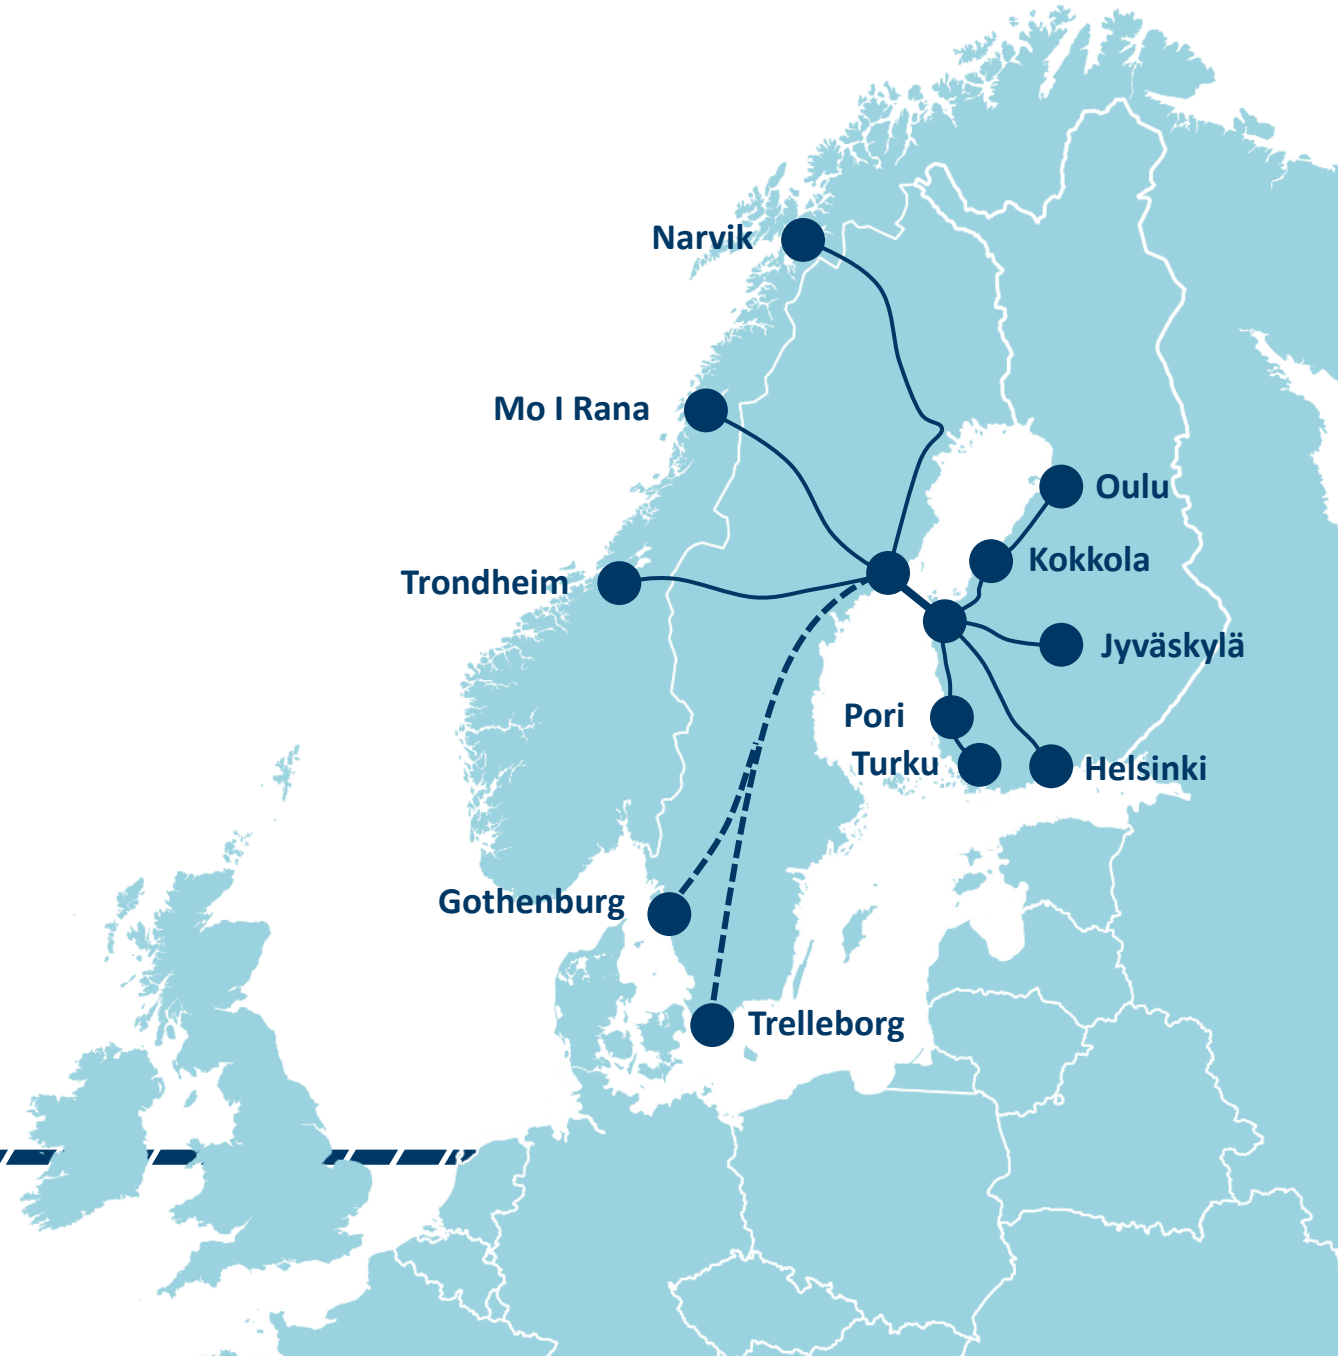 Narvik
Mo I Rana
Oulu
Kokkola
Trondheim
Jyväskylä
Pori
Turku
Helsinki
Gothenburg
Trelleborg